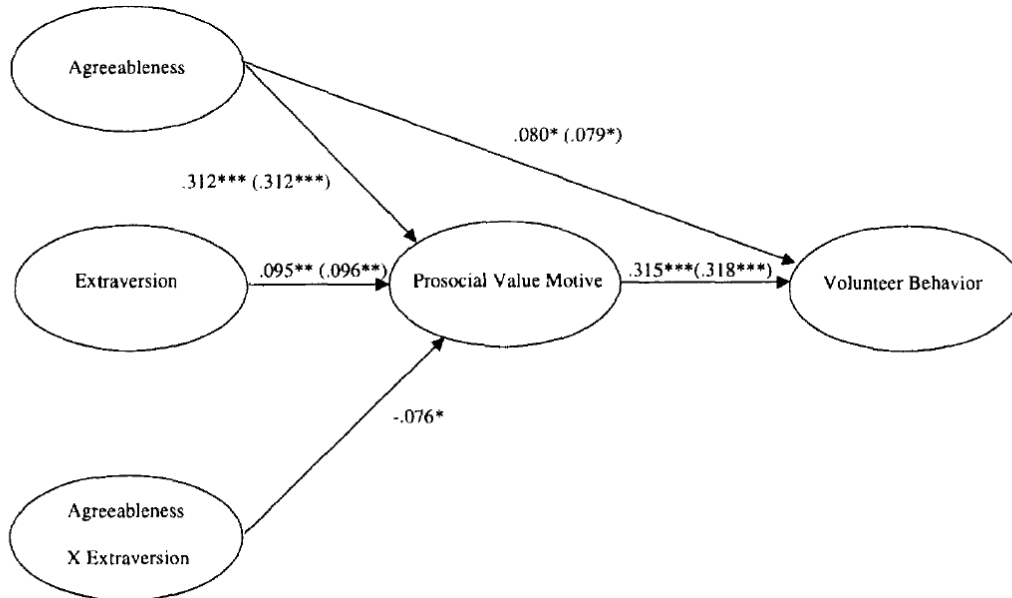 Agreeableness
.080* (.079*)
.312*** (.312***)
Extraversion
.095** (.096**)
Prosocial Value Motive
.315***(.318***)
Volunteer Behavior
-.076*
Agreeableness
X Extraversion